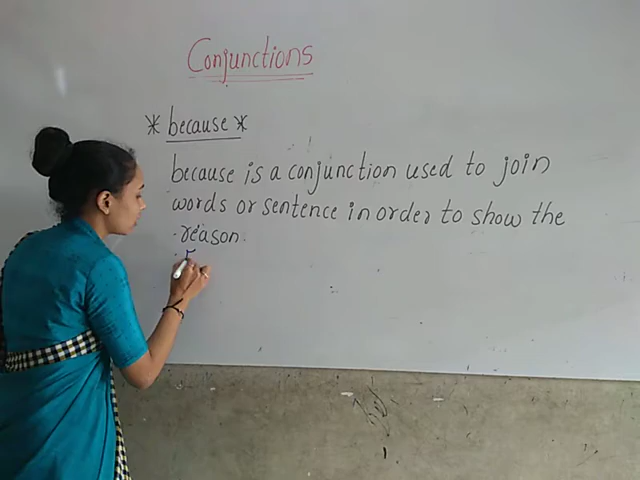 Conjunctions
* because *
because is a conjunction used to join
words or sentence in order to show the
reason.